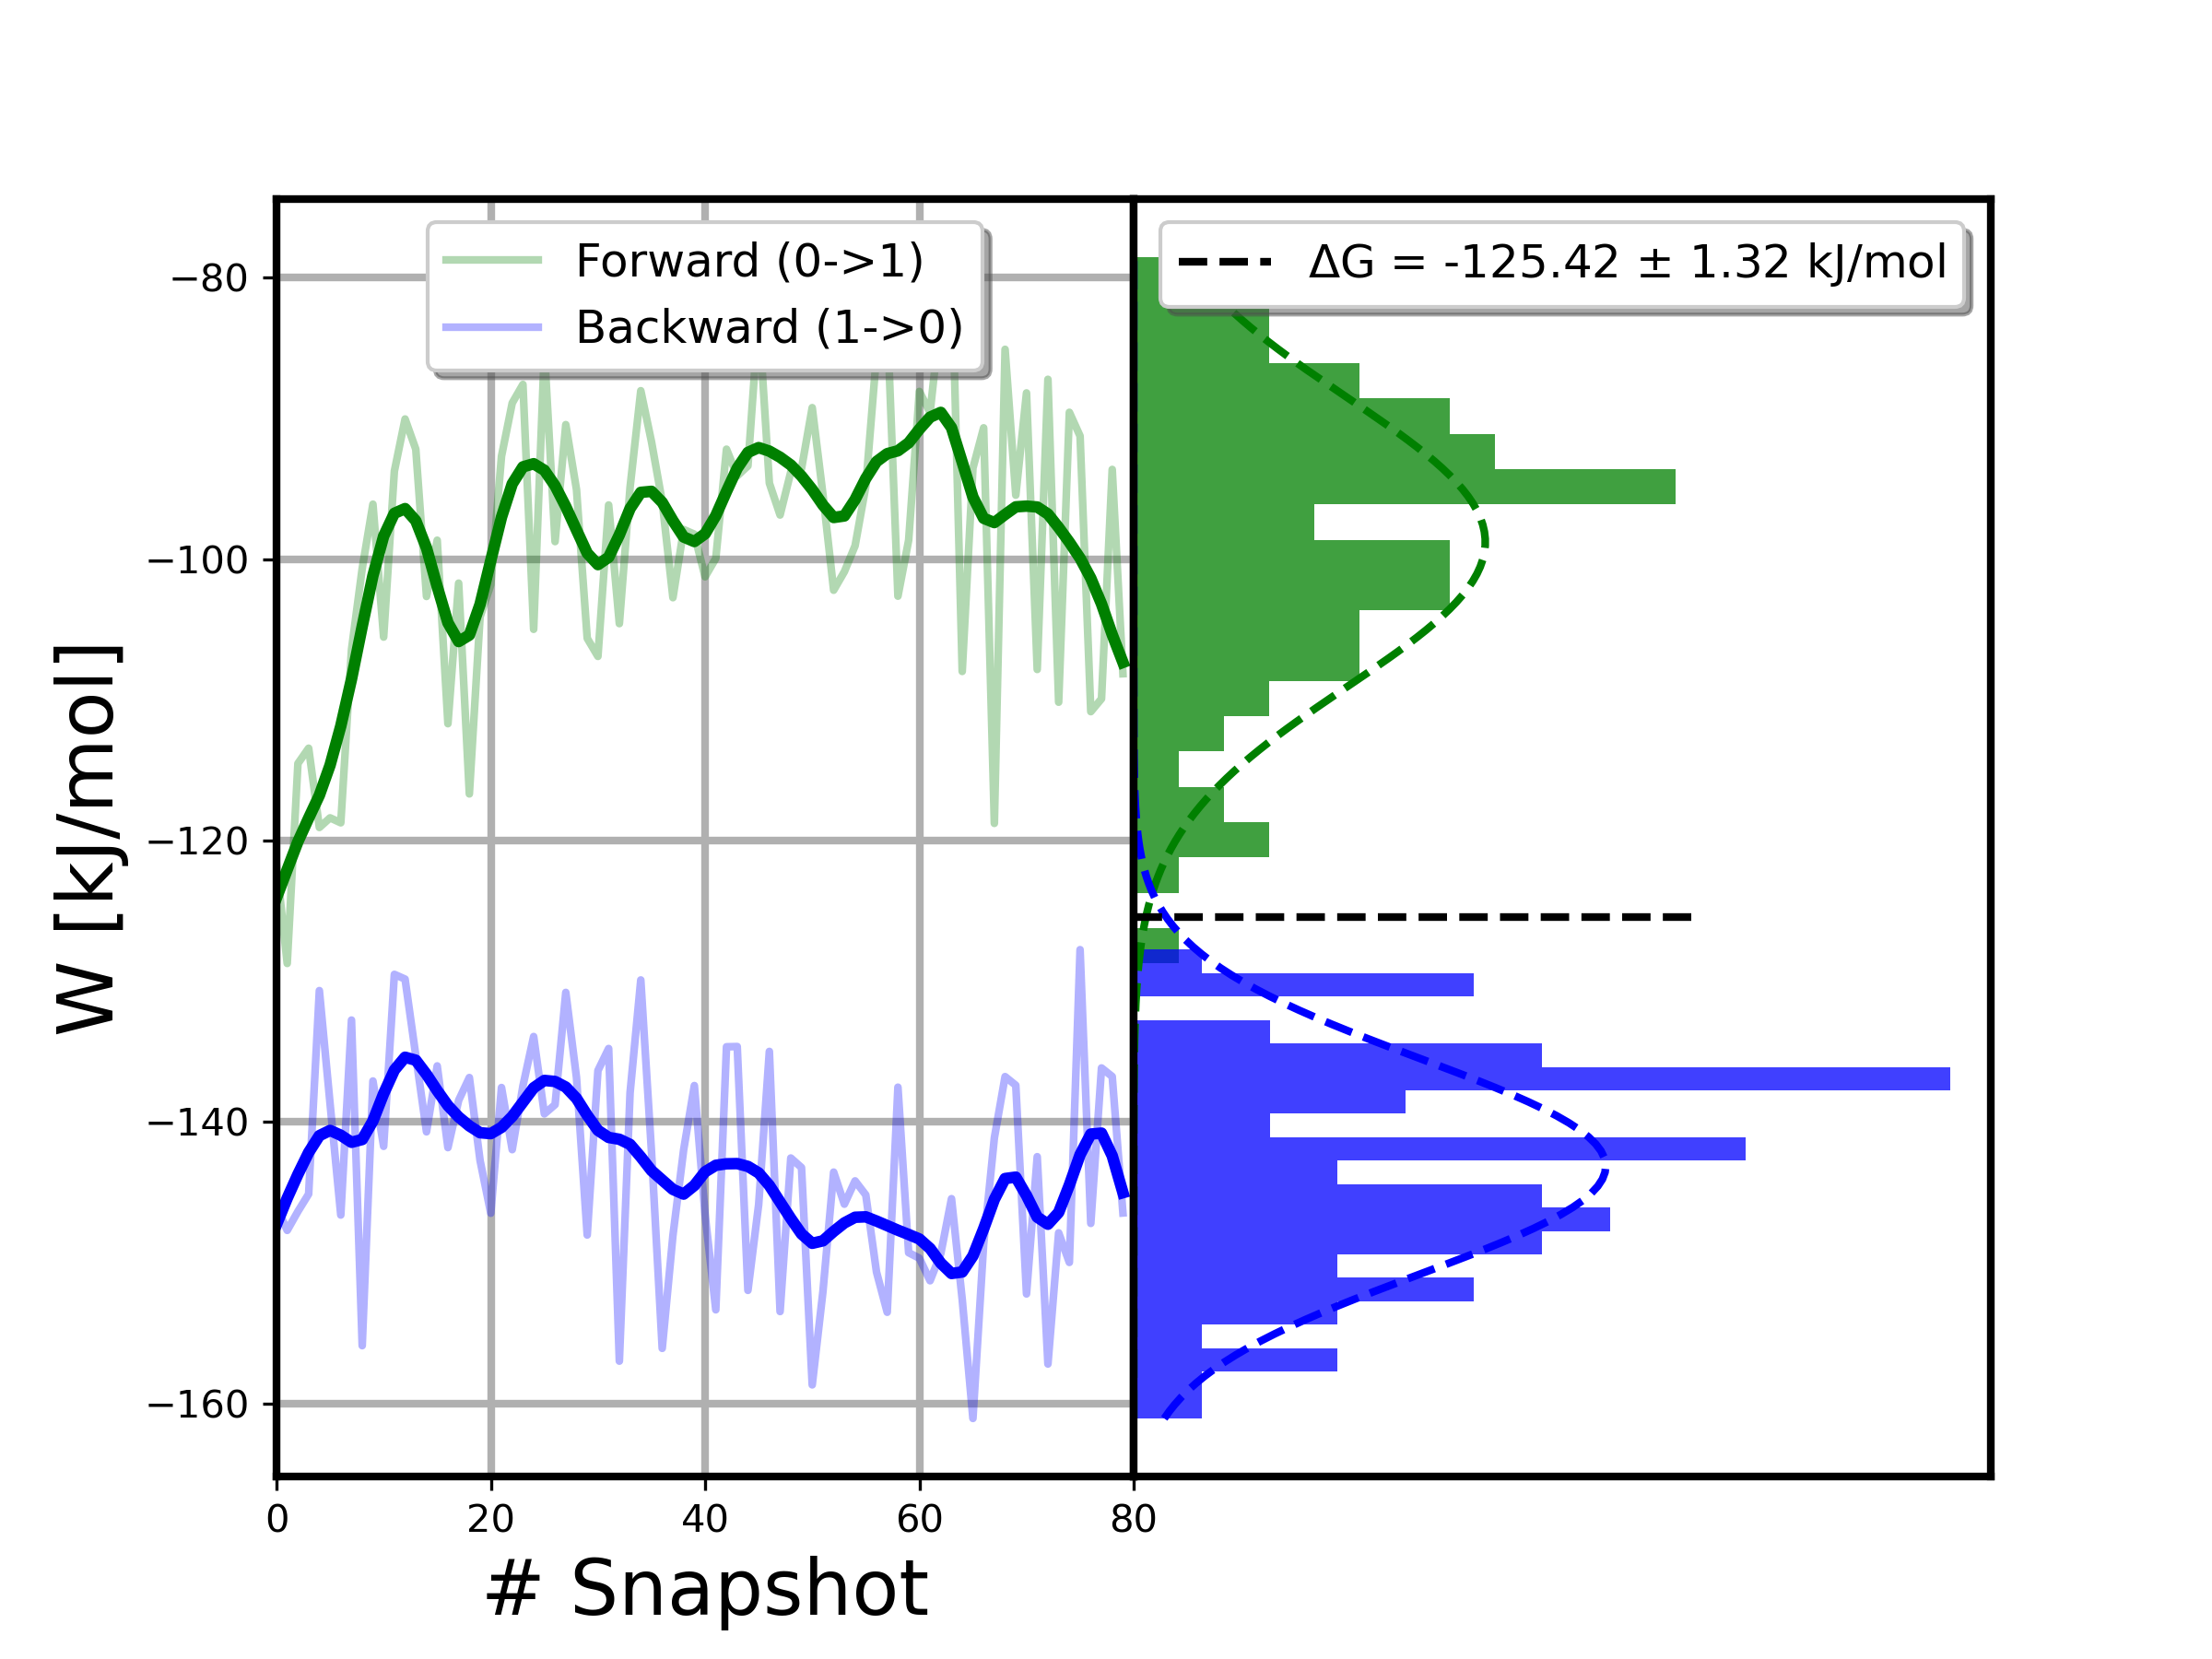 Forward (0->1)
Backward (1->0)
ΔG = -125.42 ± 1.32 kJ/mol
W [kJ/mol]
−80
−100
−120
−140
−160
0 20 40 60 80
# Snapshot